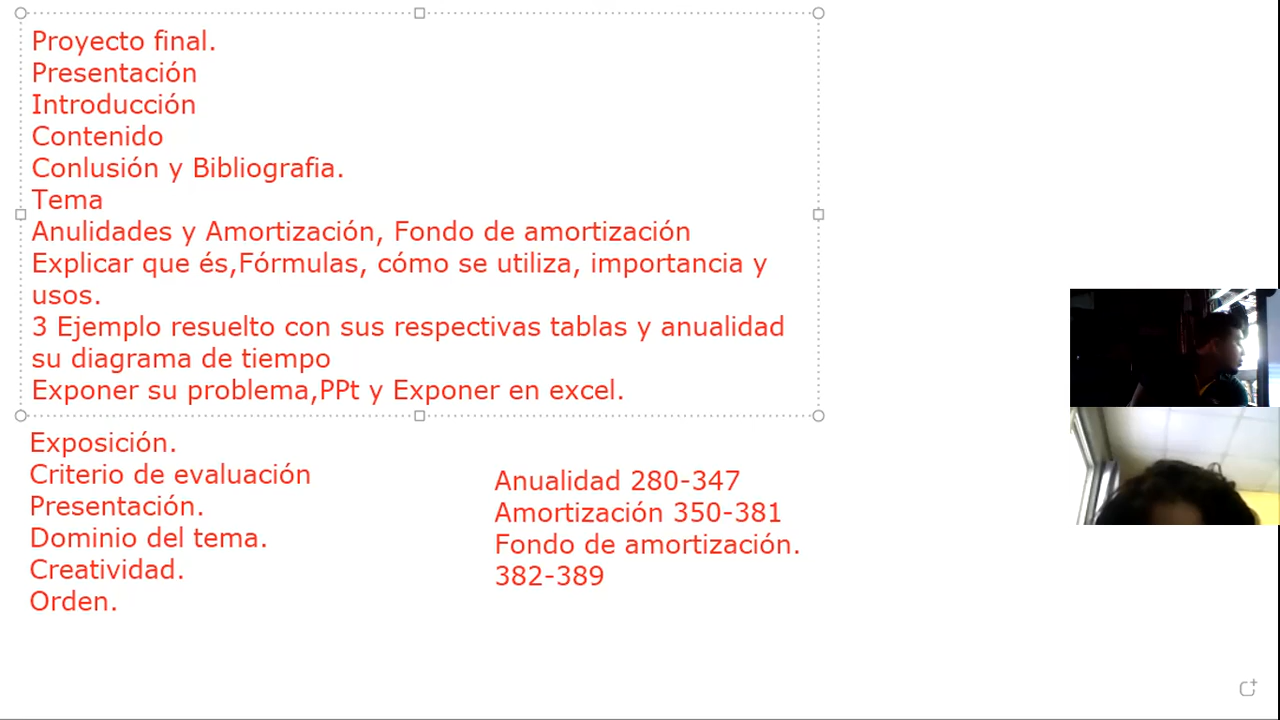 Proyecto final.
Presentación
Introducción
Contenido
Conlusión y Bibliografia.
Tema
Anulidades y Amortización, Fondo de amortización
Explicar que és,Fórmulas, cómo se utiliza, importancia y
usos.
3 Ejemplo resuelto con sus respectivas tablas y anualidad
su diagrama de tiempo
Exponer su problema,PPt y Exponer en excel.
Exposición.
Criterio de evaluación
Presentación.
Dominio del tema.
Creatividad.
Orden.
Anualidad 280-347
Amortización 350-381
Fondo de amortización.
382-389